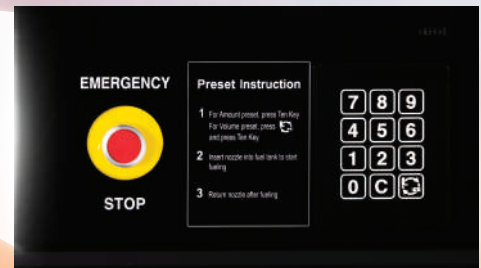 EMERGENCY
STOP
Preset Instruction
1 For Amount preset, press Ten Key
For Volume preset, press
and press Ten Key
2 Insert nozzle into fuel tank to start
fueling
3 Return nozzle after fueling
7 8 9
4 5 6
1 2 3
0 C